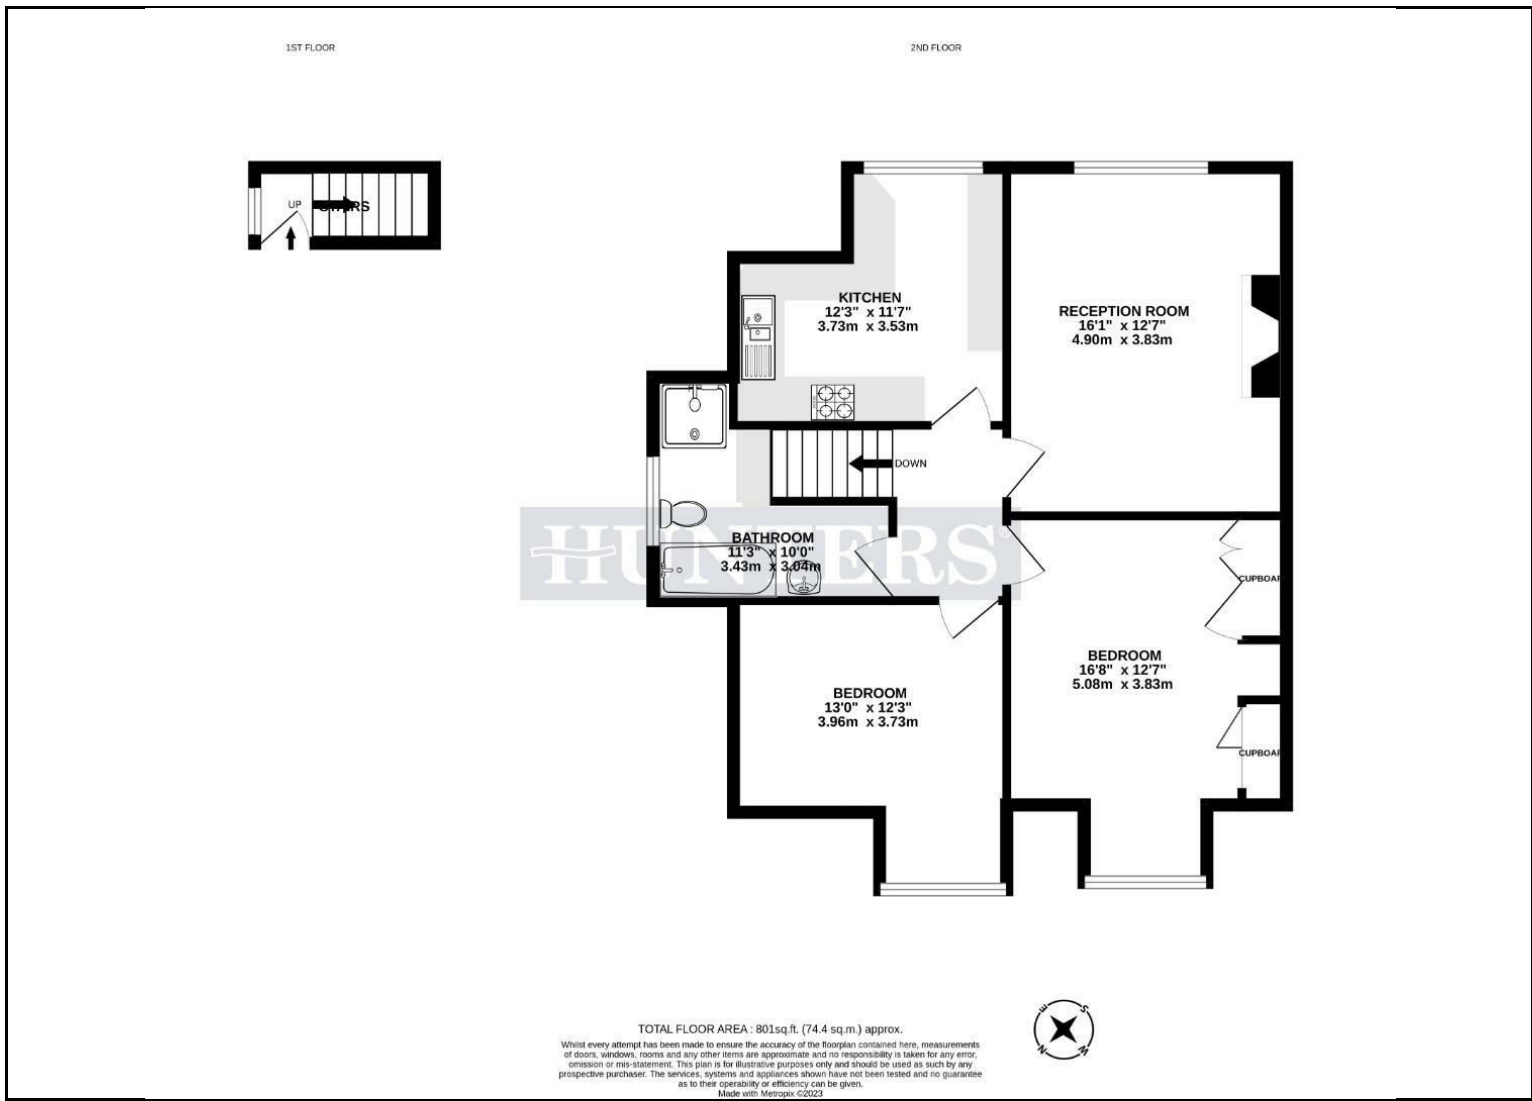 1ST FLOOR
2ND FLOOR
UP
STAIRS
KITCHEN
12'3" x 11'7"
3.73m x 3.53m
RECEPTION ROOM
16'1" x 12'7"
4.90m x 3.83m
DOWN
HUNTERS®
BATHROOM
11'3" x 10'0"
3.43m x 3.04m
CUPBOAR
BEDROOM
16'8" x 12'7"
5.08m x 3.83m
BEDROOM
13'0" x 12'3"
3.96m x 3.73m
CUPBOAR
E S
N W
TOTAL FLOOR AREA : 801sq.ft. (74.4 sq.m.) approx.
Whilst every attempt has been made to ensure the accuracy of the floorplan contained here, measurements
of doors, windows, rooms and any other items are approximate and no responsibility is taken for any error,
omission or mis-statement. This plan is for illustrative purposes only and should be used as such by any
prospective purchaser. The services, systems and appliances shown have not been tested and no guarantee
as to their operability or efficiency can be given.
Made with Metropix ©2023